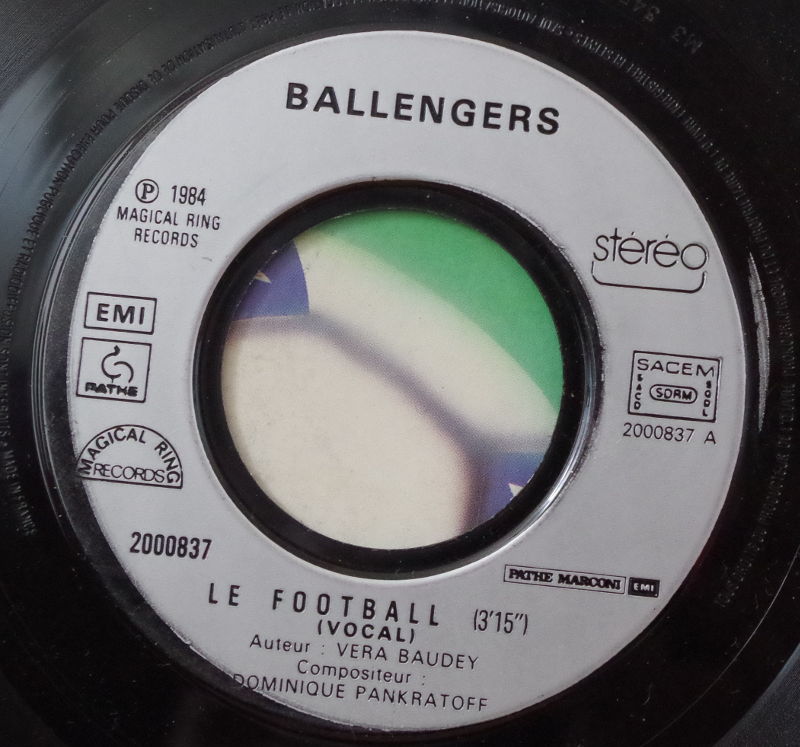 BALLENGERS
℗ 1984
MAGICAL RING
RECORDS
stéréo
EMI
PATHE
MAGICAL RING
RECORDS
SACEM
SACD
SDRM
SGDL
2000837 A
2000837
PATHE MARCONI EMI
LE FOOTBALL (3'15")
(VOCAL)
Auteur : VERA BAUDEY
Compositeur :
DOMINIQUE PANKRATOFF